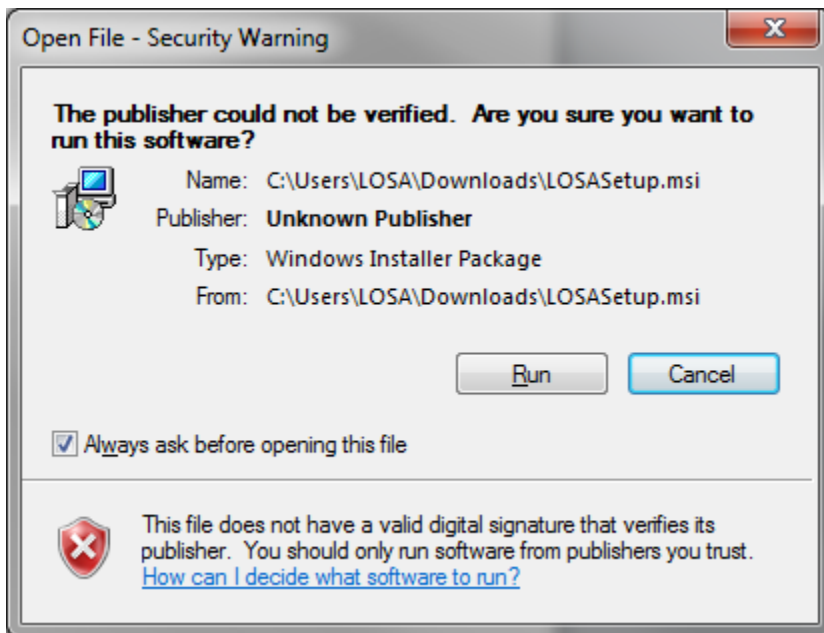 Open File - Security Warning
The publisher could not be verified.  Are you sure you want to
run this software?
Name: C:\Users\LOSA\Downloads\LOSASetup.msi
Publisher: Unknown Publisher
Type: Windows Installer Package
From: C:\Users\LOSA\Downloads\LOSASetup.msi
Run Cancel
Always ask before opening this file
This file does not have a valid digital signature that verifies its
publisher.  You should only run software from publishers you trust.
How can I decide what software to run?